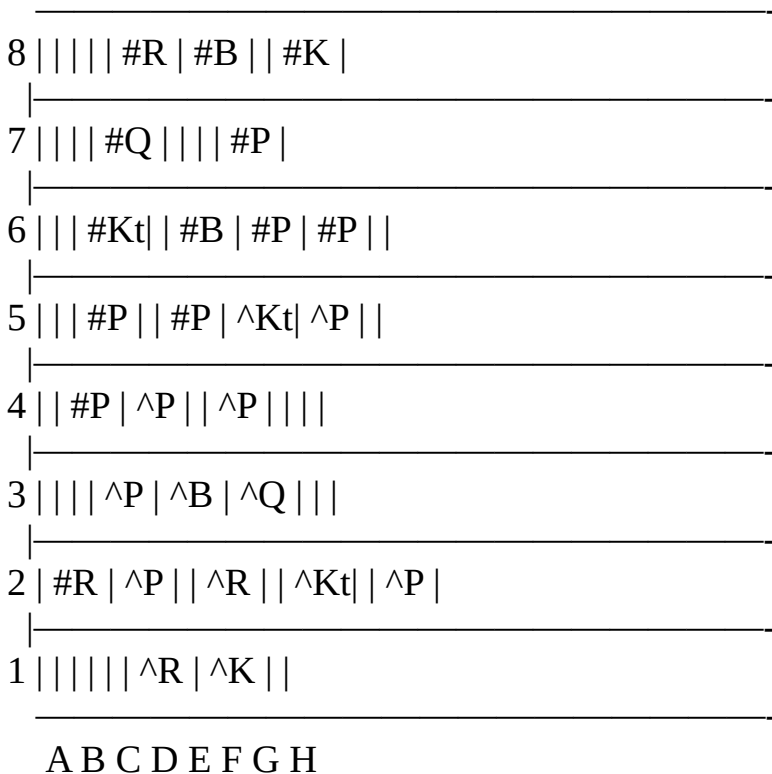 8 | | | | | #R | #B | | #K |
|———————————————————-
7 | | | | #Q | | | | #P |
|———————————————————-
6 | | | #Kt| | #B | #P | #P | |
|———————————————————-
5 | | | #P | | #P | ^Kt| ^P | |
|———————————————————-
4 | | #P | ^P | | ^P | | | |
|———————————————————-
3 | | | | ^P | ^B | ^Q | | |
|———————————————————-
2 | #R | ^P | | ^R | | ^Kt| | ^P |
|———————————————————-
1 | | | | | | ^R | ^K | |
A B C D E F G H